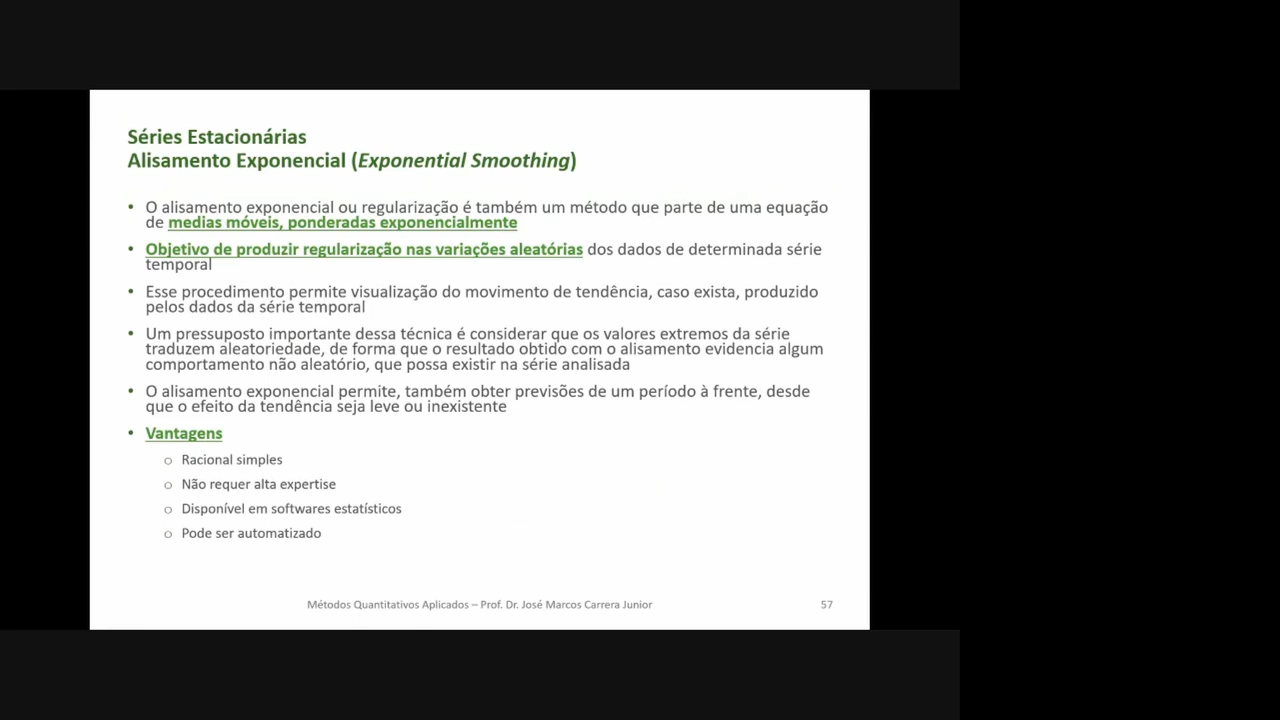 Séries Estacionárias
Alisamento Exponencial (Exponential Smoothing)
• O alisamento exponencial ou regularização é também um método que parte de uma equação
de medias móveis, ponderadas exponencialmente
• Objetivo de produzir regularização nas variações aleatórias dos dados de determinada série
temporal
• Esse procedimento permite visualização do movimento de tendência, caso exista, produzido
pelos dados da série temporal
• Um pressuposto importante dessa técnica é considerar que os valores extremos da série
traduzem aleatoriedade, de forma que o resultado obtido com o alisamento evidencia algum
comportamento não aleatório, que possa existir na série analisada
• O alisamento exponencial permite, também obter previsões de um período à frente, desde
que o efeito da tendência seja leve ou inexistente
• Vantagens
o Racional simples
o Não requer alta expertise
o Disponível em softwares estatísticos
o Pode ser automatizado
Métodos Quantitativos Aplicados – Prof. Dr. José Marcos Carrera Junior
57